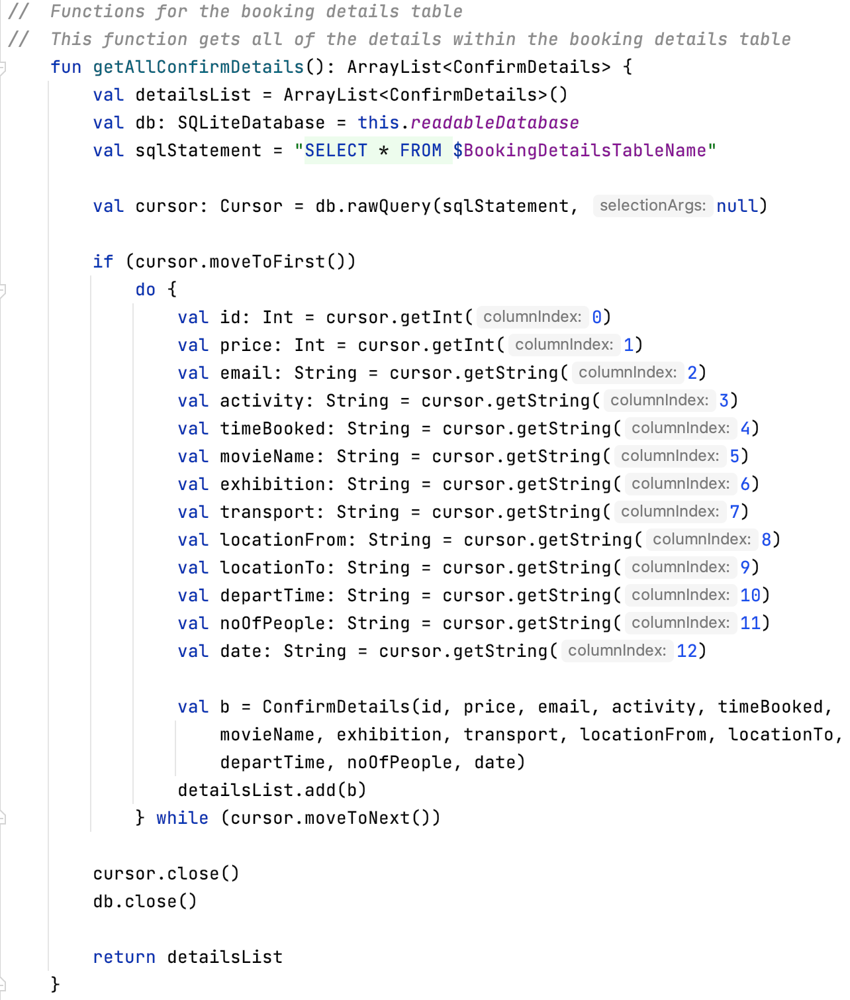 //  Functions for the booking details table
//  This function gets all of the details within the booking details table
    fun getAllConfirmDetails(): ArrayList<ConfirmDetails> {
        val detailsList = ArrayList<ConfirmDetails>()
        val db: SQLiteDatabase = this.readableDatabase
        val sqlStatement = "SELECT * FROM $BookingDetailsTableName"

        val cursor: Cursor = db.rawQuery(sqlStatement, selectionArgs: null)

        if (cursor.moveToFirst())
            do {
                val id: Int = cursor.getInt( columnIndex: 0)
                val price: Int = cursor.getInt( columnIndex: 1)
                val email: String = cursor.getString( columnIndex: 2)
                val activity: String = cursor.getString( columnIndex: 3)
                val timeBooked: String = cursor.getString( columnIndex: 4)
                val movieName: String = cursor.getString( columnIndex: 5)
                val exhibition: String = cursor.getString( columnIndex: 6)
                val transport: String = cursor.getString( columnIndex: 7)
                val locationFrom: String = cursor.getString( columnIndex: 8)
                val locationTo: String = cursor.getString( columnIndex: 9)
                val departTime: String = cursor.getString( columnIndex: 10)
                val noOfPeople: String = cursor.getString( columnIndex: 11)
                val date: String = cursor.getString( columnIndex: 12)

                val b = ConfirmDetails(id, price, email, activity, timeBooked,
                    movieName, exhibition, transport, locationFrom, locationTo,
                    departTime, noOfPeople, date)
                detailsList.add(b)
            } while (cursor.moveToNext())

        cursor.close()
        db.close()

        return detailsList
    }